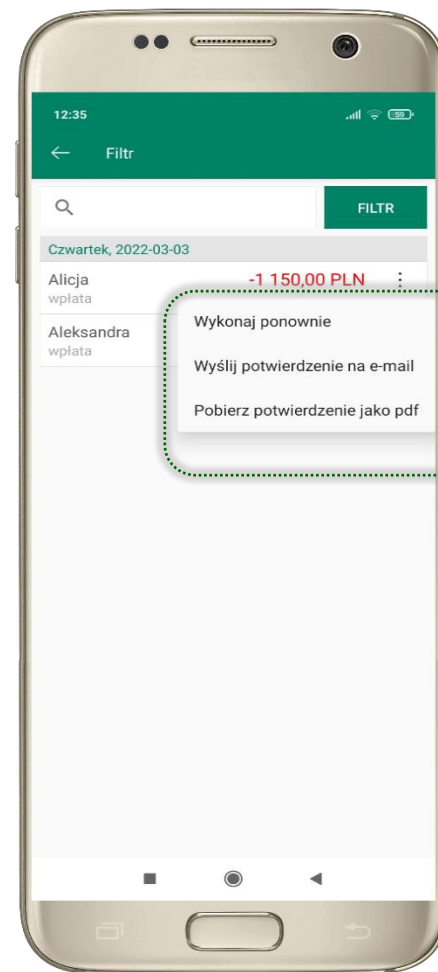 12:35
59
Filtr
FILTR
Czwartek, 2022-03-03
Alicja -1 150,00 PLN
wpłata
Aleksandra
wpłata
Wykonaj ponownie
Wyślij potwierdzenie na e-mail
Pobierz potwierdzenie jako pdf